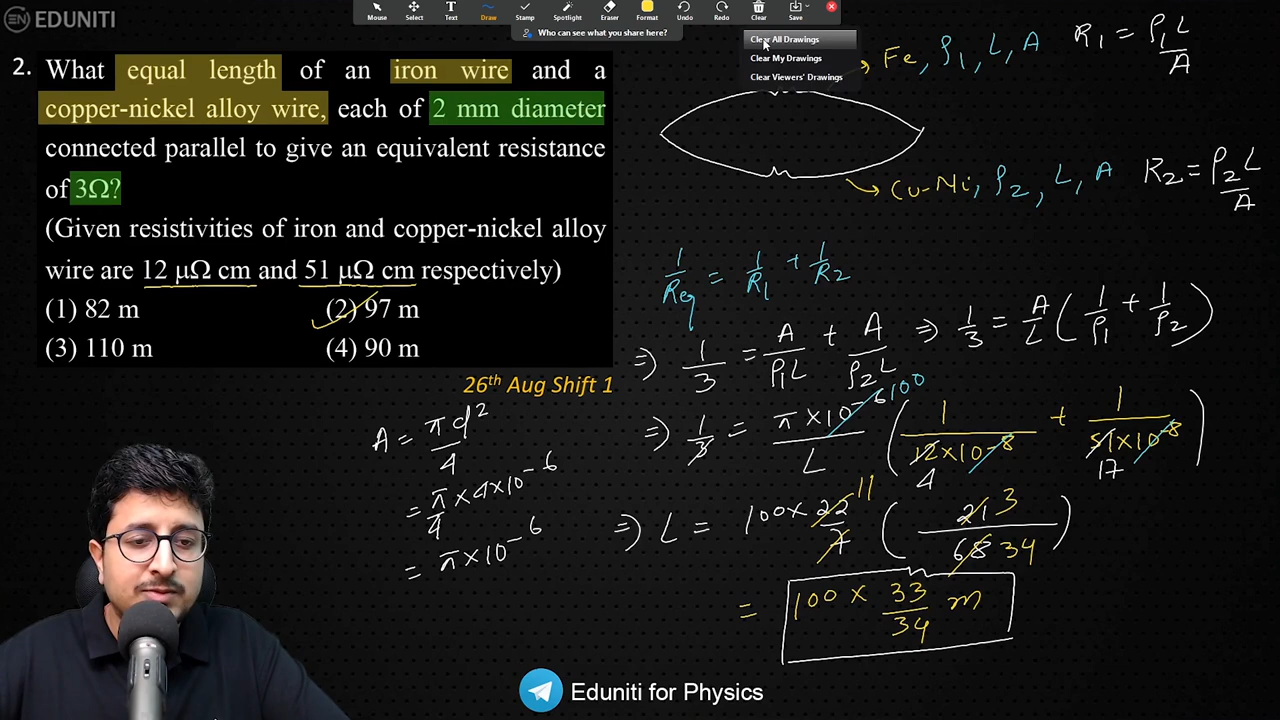 EDUNITI
Mouse Select Text Draw Stamp Spotlight Eraser Format Undo Redo Clear Save
Who can see what you share here?
Clear All Drawings
Clear My Drawings
Clear Viewers' Drawings
2. What equal length of an iron wire and a
copper-nickel alloy wire, each of 2 mm diameter
connected parallel to give an equivalent resistance
of 3Ω?
(Given resistivities of iron and copper-nickel alloy
wire are 12 μΩ cm and 51 μΩ cm respectively)
(1) 82 m (2) 97 m
(3) 110 m (4) 90 m
26th Aug Shift 1
Fe, ρ1, L, A R1 = ρ1L/A
Cu-Ni, ρ2, L, A R2 = ρ2L/A
1/Req = 1/R1 + 1/R2
⇒ 1/3 = A/ρ1L + A/ρ2L ⇒ 1/3 = A/L (1/ρ1 + 1/ρ2)
⇒ 1/3 = π×10^-6 100/L (1/12×10^-8 4 + 1/51×10^-8 17)
⇒ L = 100×22 11/7 (21 3/68 34)
= 100 × 33/34 m
A = πd²/4
= π/4 × 4×10^-6
= π×10^-6
Eduniti for Physics